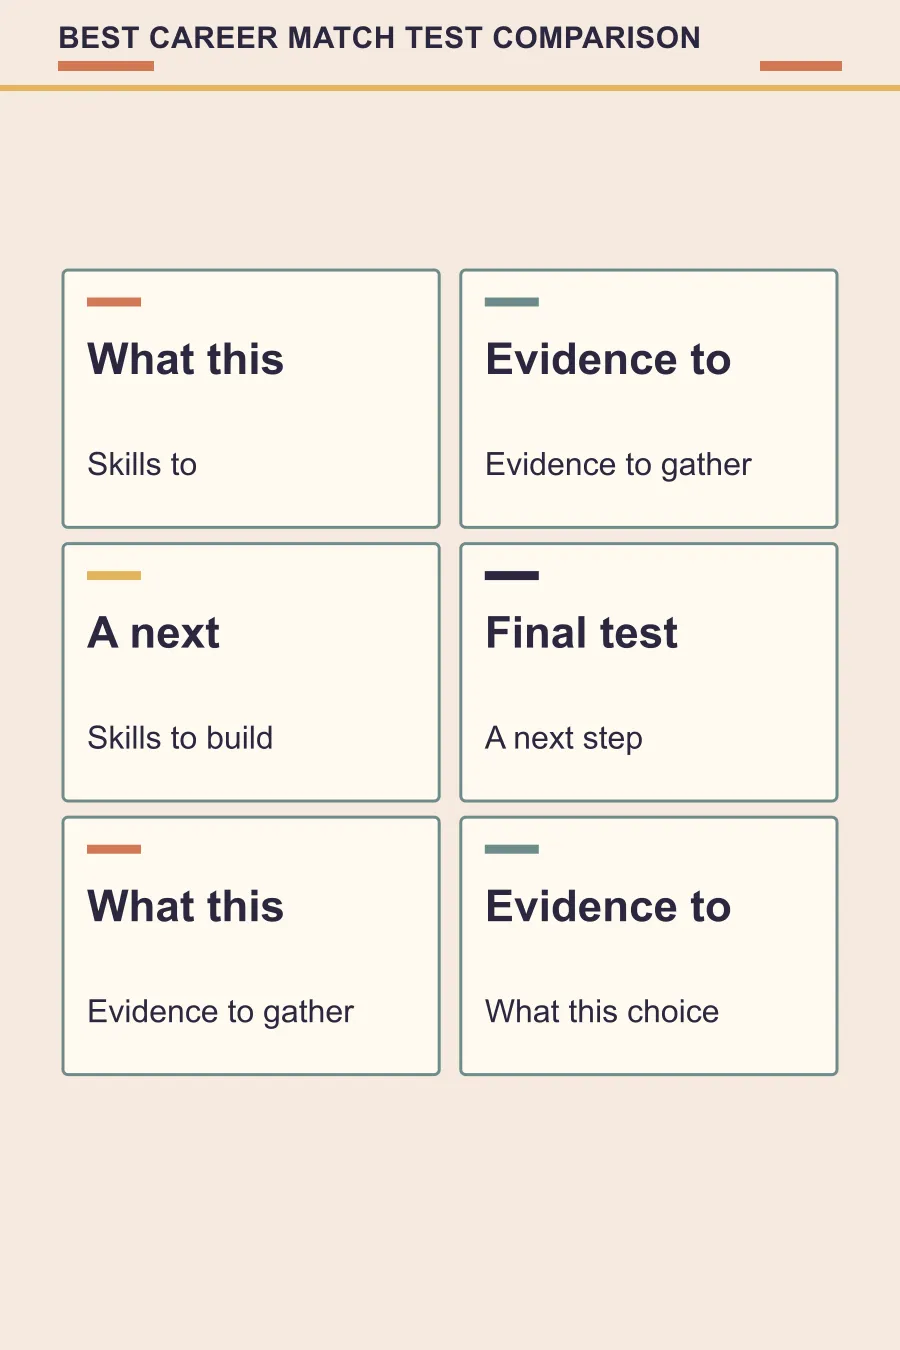 BEST CAREER MATCH TEST COMPARISON
What this
Skills to
Evidence to
Evidence to gather
A next
Skills to build
Final test
A next step
What this
Evidence to gather
Evidence to
What this choice